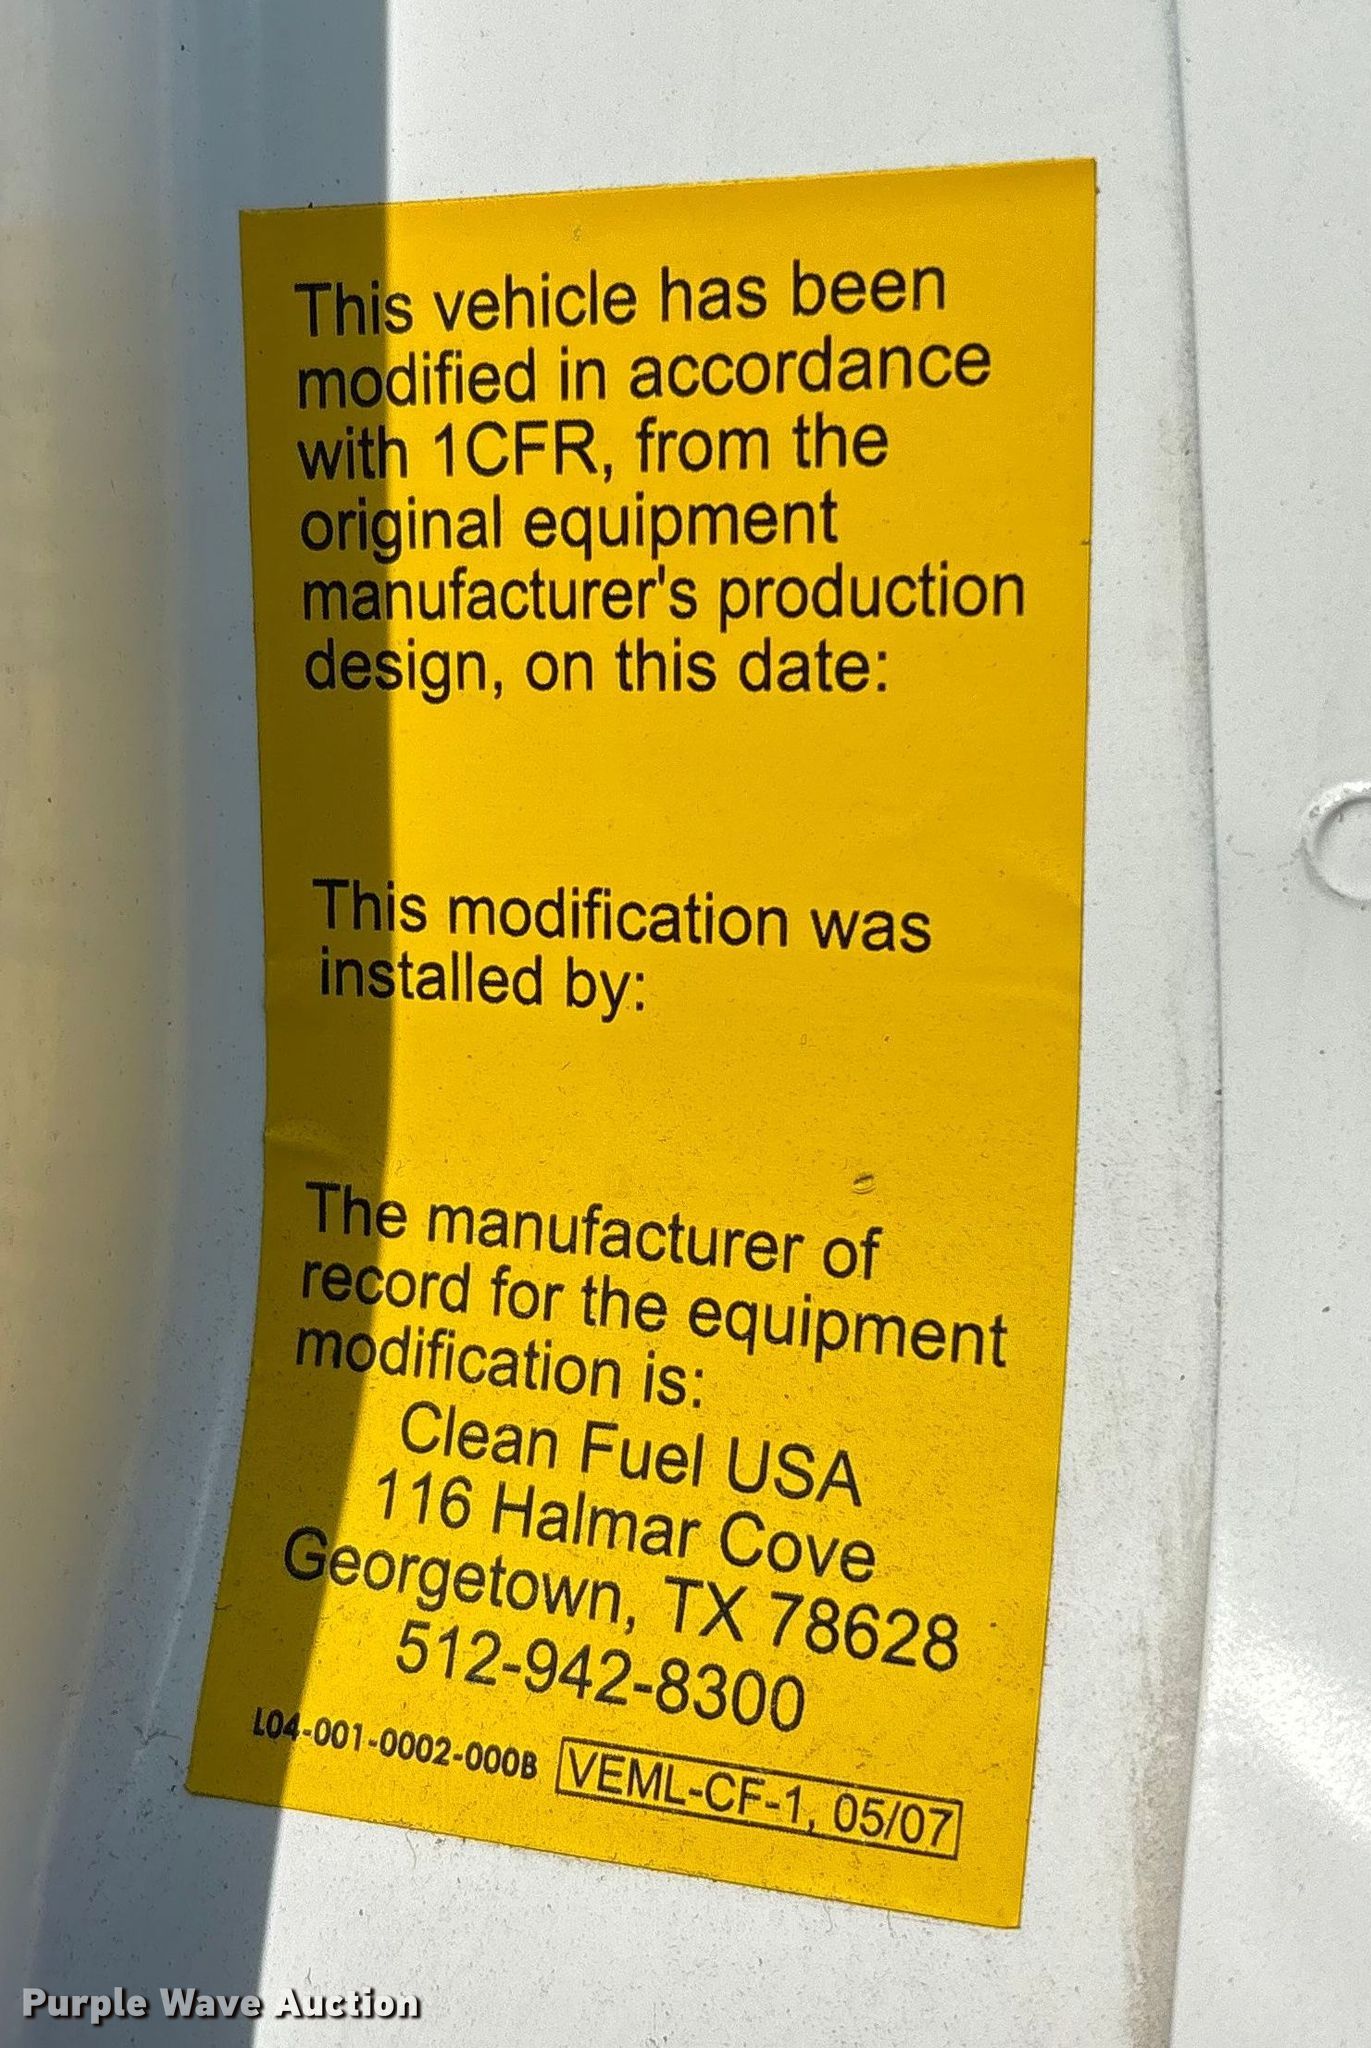 This vehicle has been
modified in accordance
with 1CFR, from the
original equipment
manufacturer's production
design, on this date:
This modification was
installed by:
The manufacturer of
record for the equipment
modification is:
Clean Fuel USA
116 Halmar Cove
Georgetown, TX 78628
512-942-8300
L04-001-0002-000B
VEML-CF-1, 05/07
Purple Wave Auction